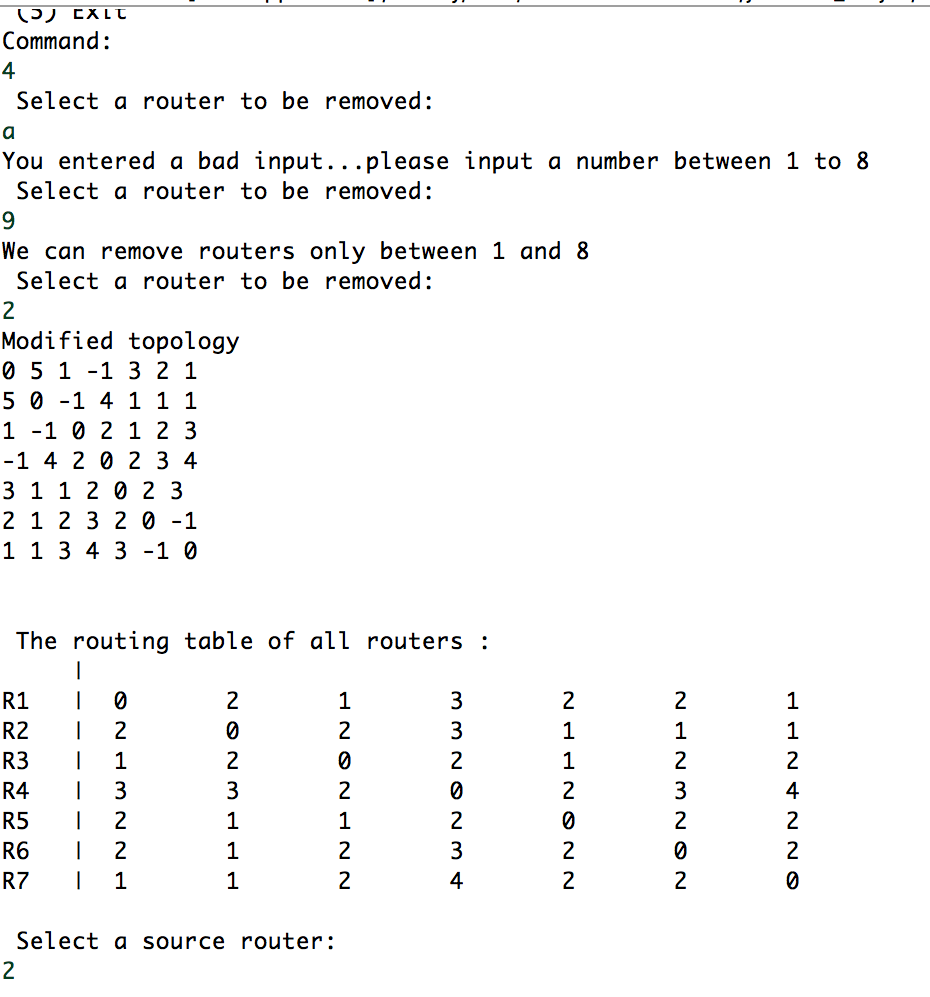 (5) Exit
Command:
4
Select a router to be removed:
a
You entered a bad input...please input a number between 1 to 8
Select a router to be removed:
9
We can remove routers only between 1 and 8
Select a router to be removed:
2
Modified topology
0 5 1 -1 3 2 1
5 0 -1 4 1 1 1
1 -1 0 2 1 2 3
-1 4 2 0 2 3 4
3 1 1 2 0 2 3
2 1 2 3 2 0 -1
1 1 3 4 3 -1 0
The routing table of all routers :
|
R1 | 0 2 1 3 2 2 1
R2 | 2 0 2 3 1 1 1
R3 | 1 2 0 2 1 2 2
R4 | 3 3 2 0 2 3 4
R5 | 2 1 1 2 0 2 2
R6 | 2 1 2 3 2 0 2
R7 | 1 1 2 4 2 2 0
Select a source router:
2